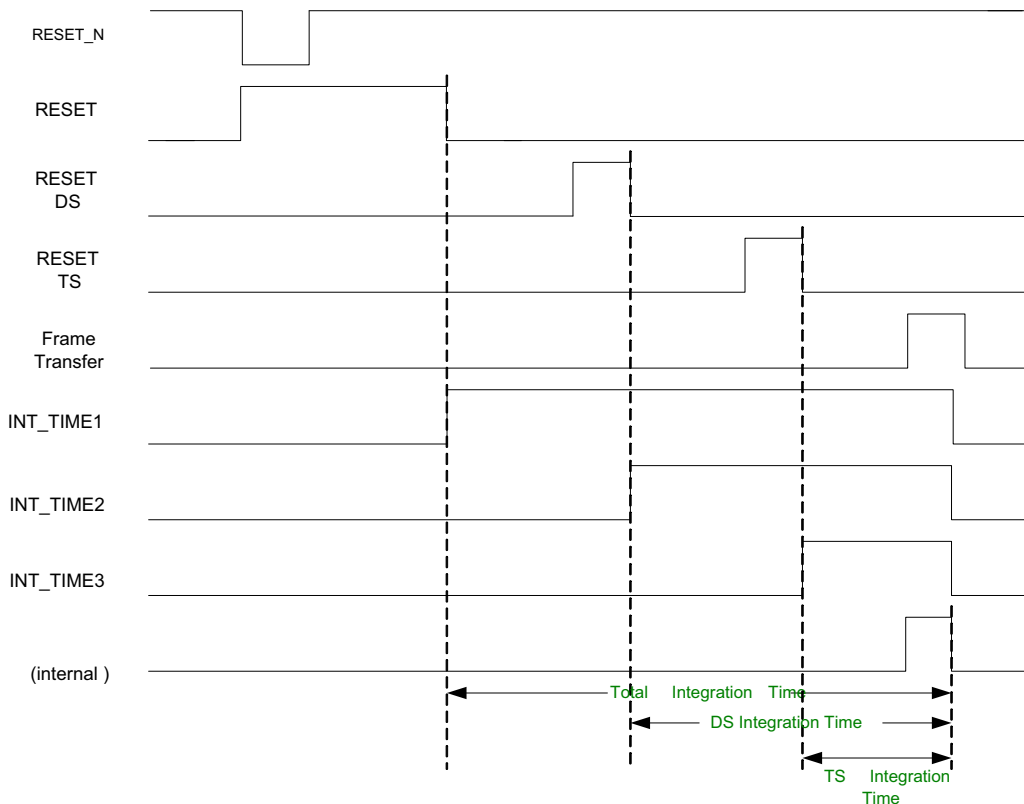 RESET_N
RESET
RESET
DS
RESET
TS
Frame
Transfer
INT_TIME1
INT_TIME2
INT_TIME3
(internal )
Total Integration Time
DS Integration Time
TS Integration
Time